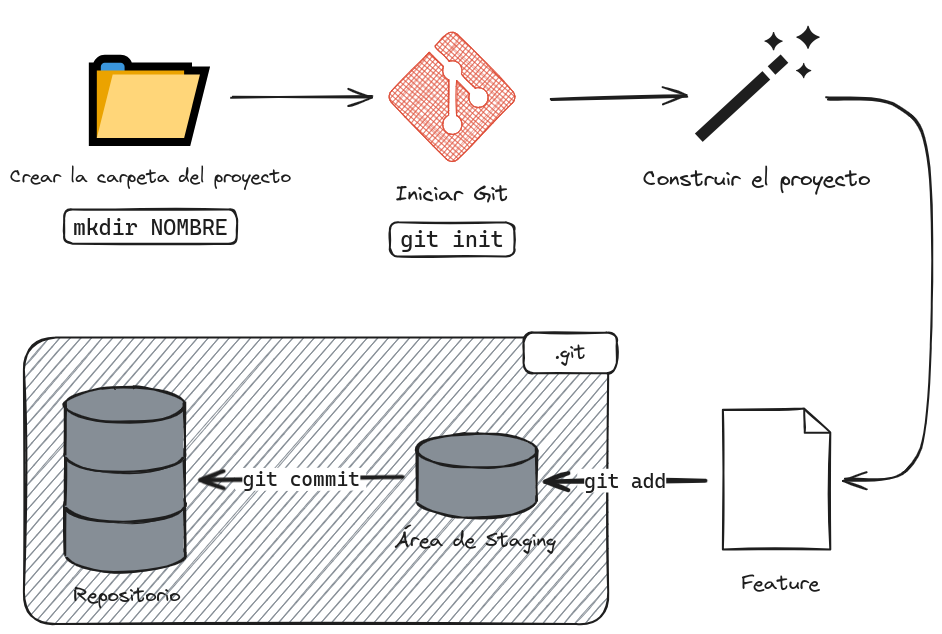 Crear la carpeta del proyecto
mkdir NOMBRE
Iniciar Git
git init
Construir el proyecto
.git
git commit
git add
Área de Staging
Repositorio
Feature